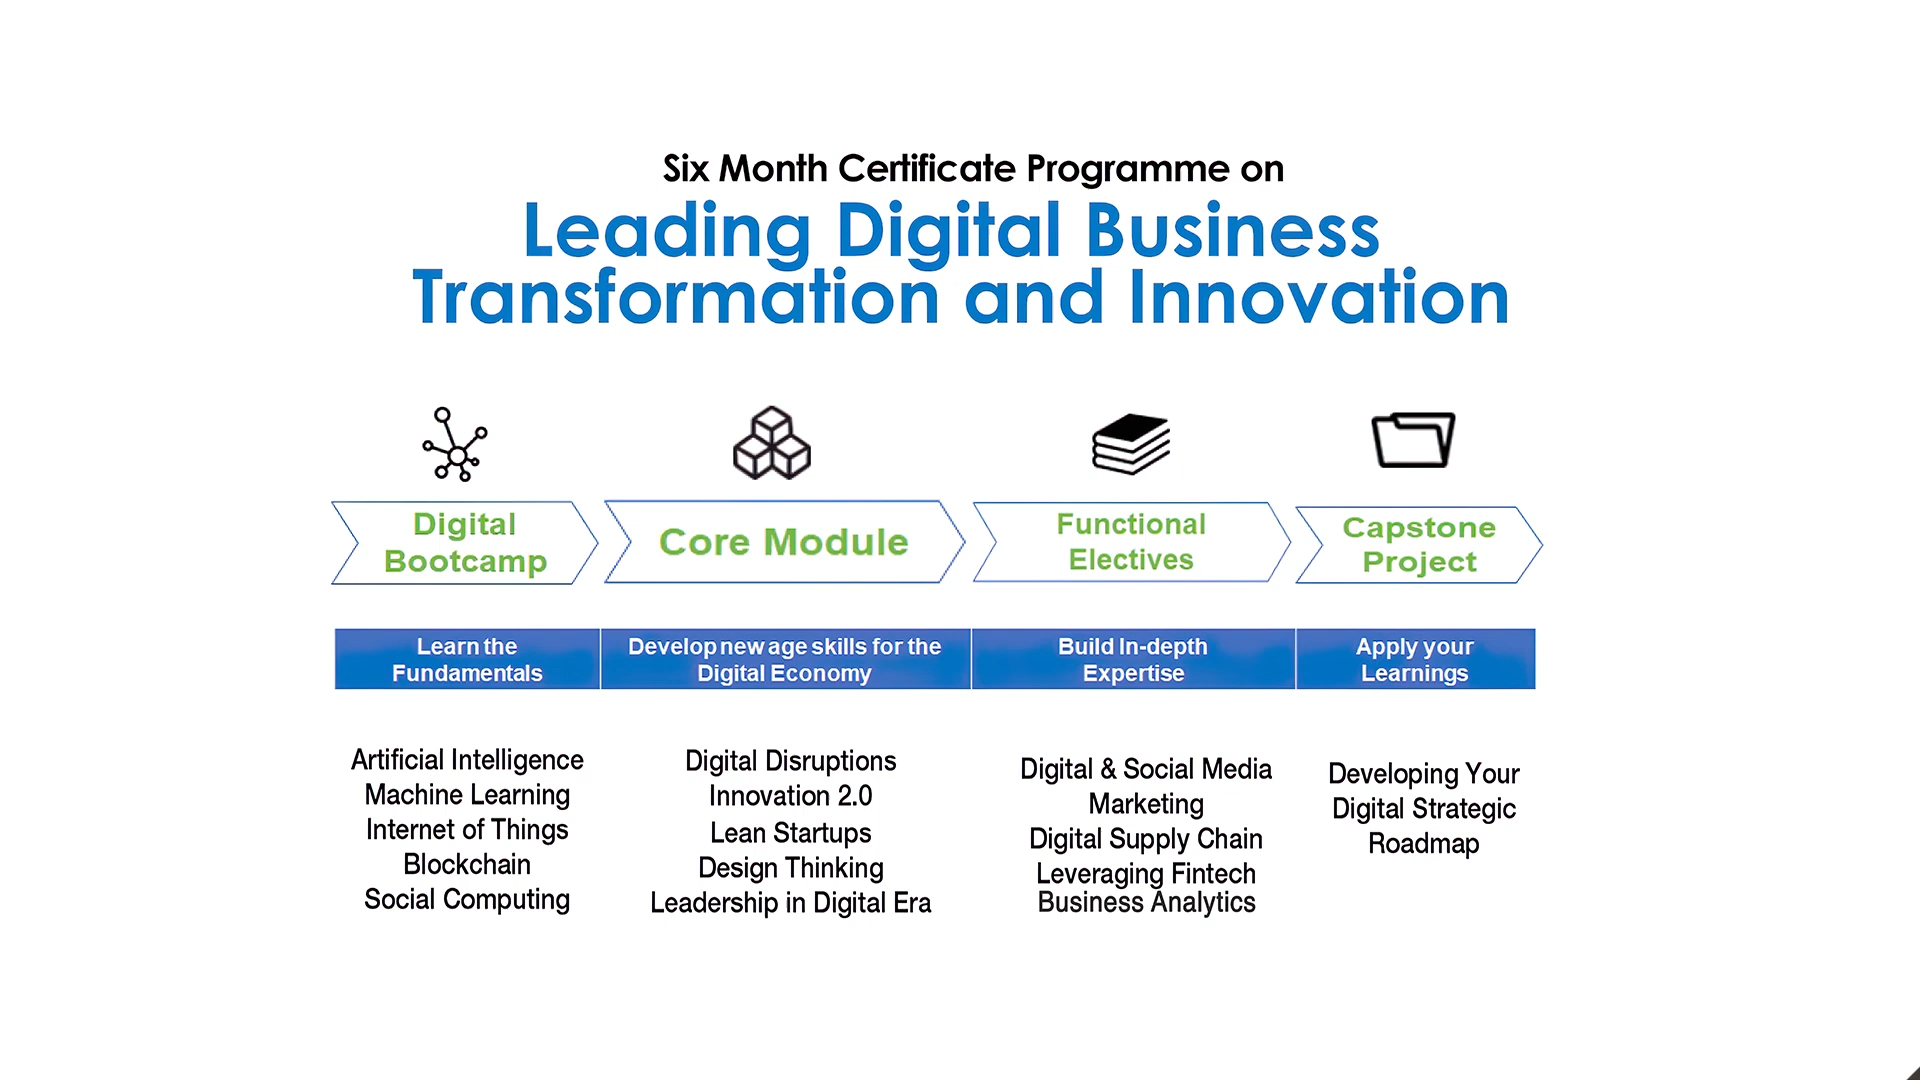 Six Month Certificate Programme on
Leading Digital Business
Transformation and Innovation
Digital
Bootcamp
Core Module
Functional
Electives
Capstone
Project
Learn the
Fundamentals
Develop new age skills for the
Digital Economy
Build In-depth
Expertise
Apply your
Learnings
Artificial Intelligence
Machine Learning
Internet of Things
Blockchain
Social Computing
Digital Disruptions
Innovation 2.0
Lean Startups
Design Thinking
Leadership in Digital Era
Digital & Social Media
Marketing
Digital Supply Chain
Leveraging Fintech
Business Analytics
Developing Your
Digital Strategic
Roadmap